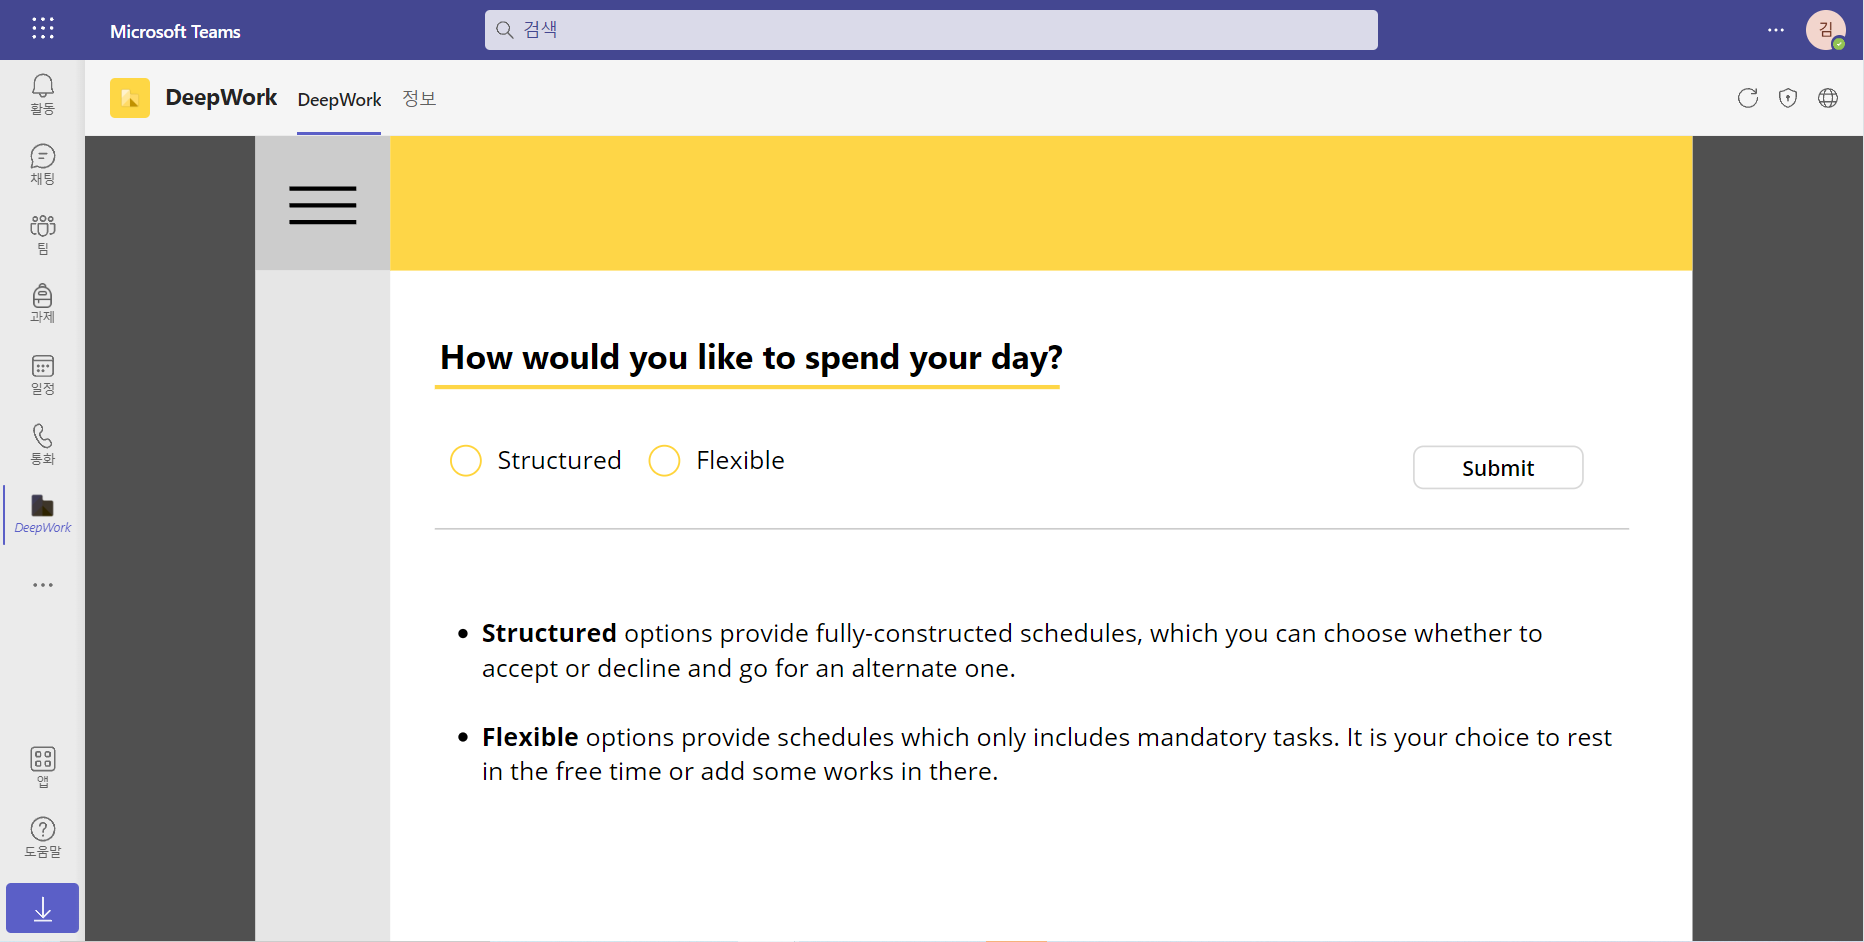 Microsoft Teams
검색
김
활동
채팅
팀
과제
일정
통화
DeepWork
앱
도움말
DeepWork
DeepWork
정보
How would you like to spend your day?
Structured
Flexible
Submit
• Structured options provide fully-constructed schedules, which you can choose whether to
accept or decline and go for an alternate one.
• Flexible options provide schedules which only includes mandatory tasks. It is your choice to rest
in the free time or add some works in there.